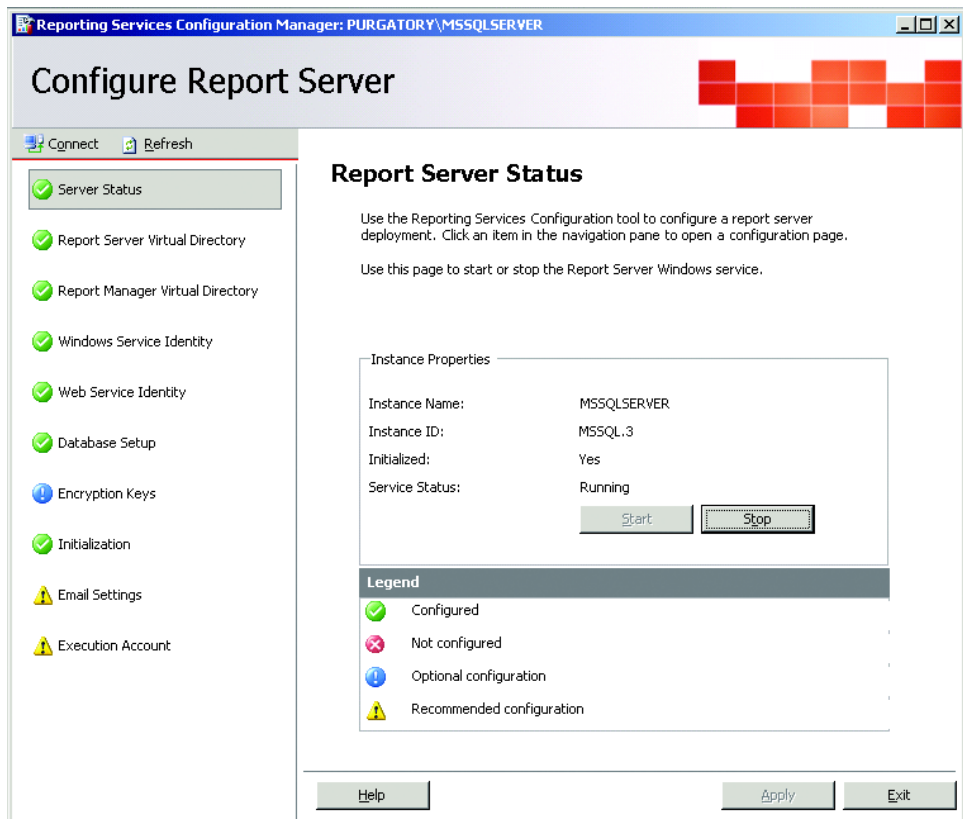 Reporting Services Configuration Manager: PURGATORY\MSSQLSERVER
Configure Report Server
Connect Refresh
Server Status
Report Server Virtual Directory
Report Manager Virtual Directory
Windows Service Identity
Web Service Identity
Database Setup
Encryption Keys
Initialization
Email Settings
Execution Account
Report Server Status
Use the Reporting Services Configuration tool to configure a report server
deployment. Click an item in the navigation pane to open a configuration page.
Use this page to start or stop the Report Server Windows service.
Instance Properties
Instance Name: MSSQLSERVER
Instance ID: MSSQL.3
Initialized: Yes
Service Status: Running
Start Stop
Legend
Configured
Not configured
Optional configuration
Recommended configuration
Help Apply Exit